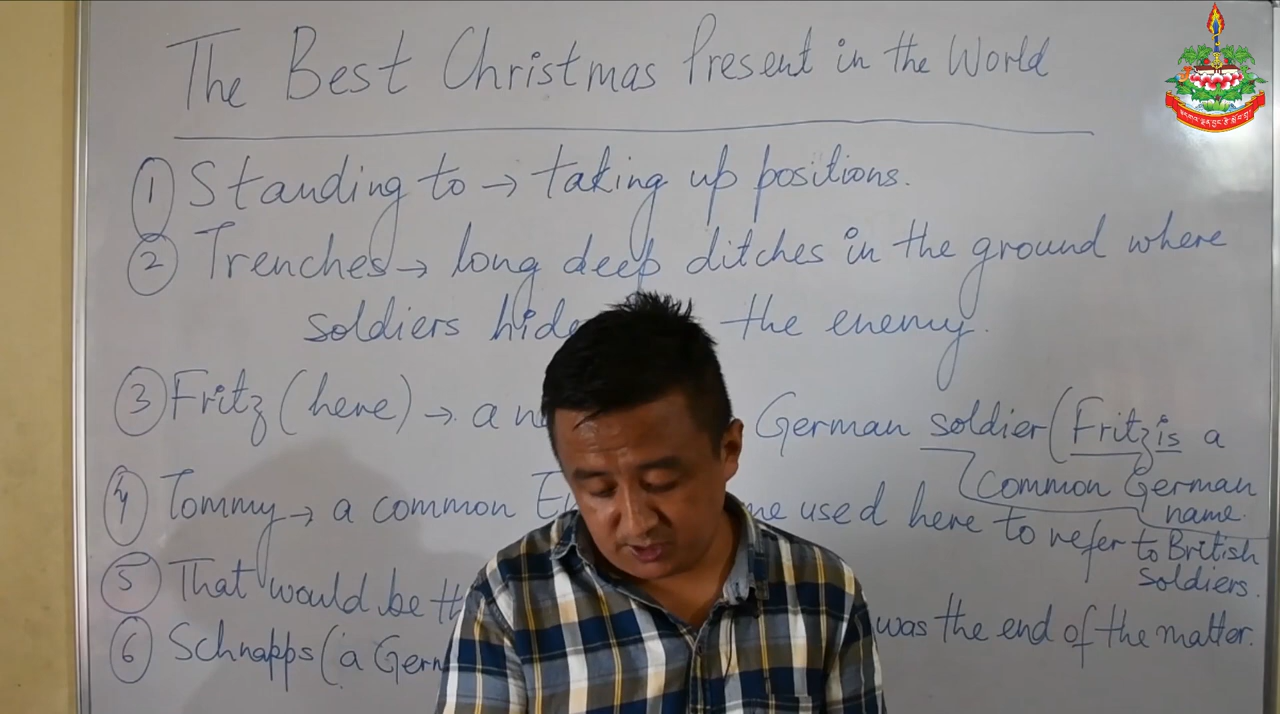 The Best Christmas Present in the World
① Standing to → taking up positions.
② Trenches → long deep ditches in the ground where
soldiers hide the enemy.
③ Fritz (here) → a German soldier (Fritz is a
common German
name.
④ Tommy → a common used here to refer to British
soldiers.
⑤ That would be was the end of the matter.
⑥ Schnapps (a